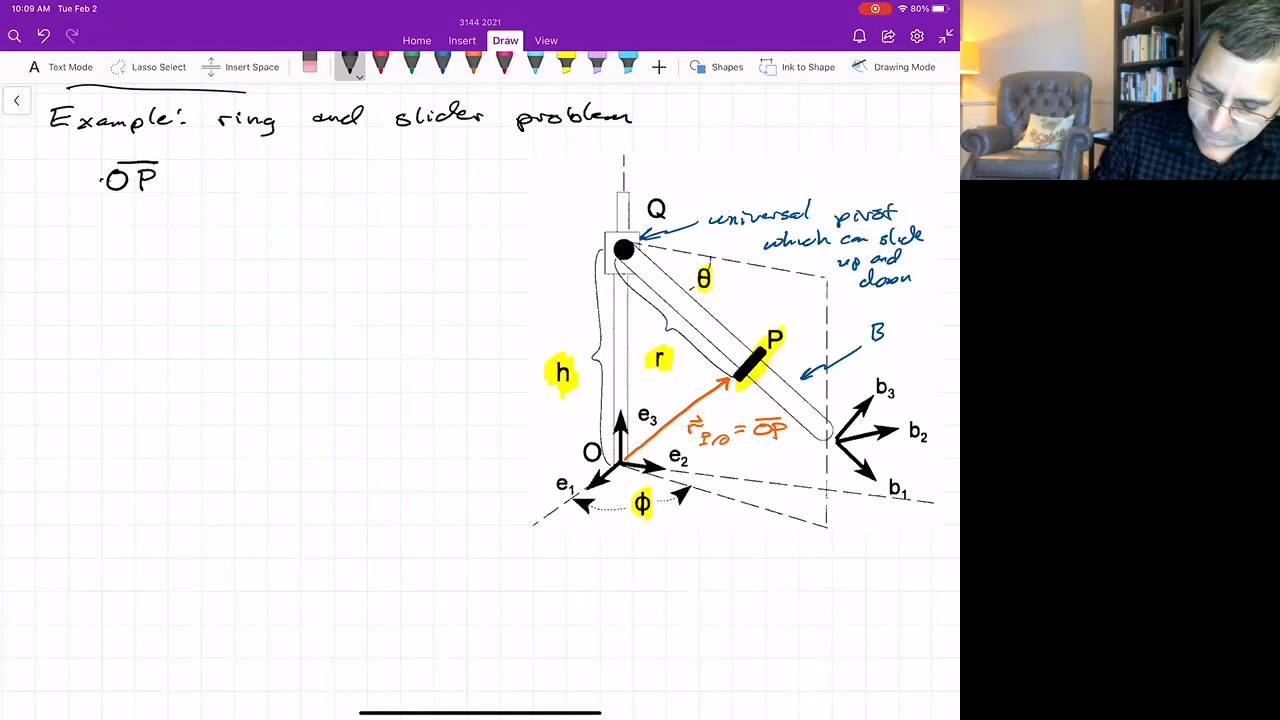 10:09 AM Tue Feb 2
80%
3144 2021
Home Insert Draw View
A Text Mode Lasso Select Insert Space Shapes Ink to Shape Drawing Mode
Example: ring and slider problem
OP
Q
universal pivot
which can slide
up and
down
θ
P
B
h
r
b3
e3
r P/O = OP
b2
O
e2
e1
b1
ϕ